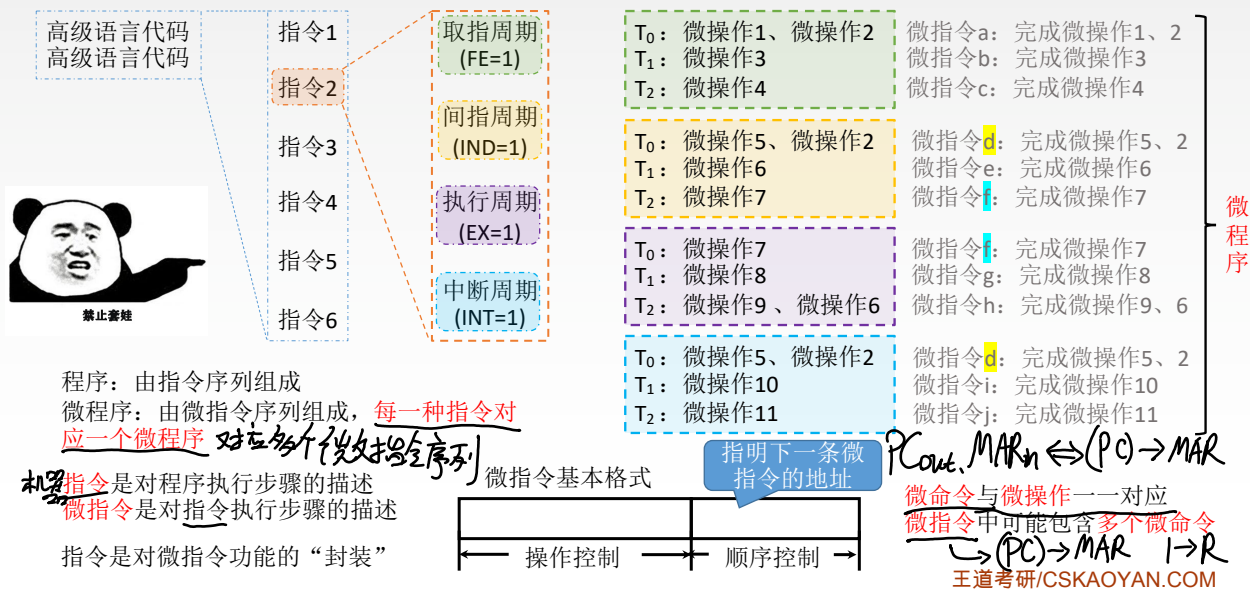 高级语言代码
高级语言代码
指令1
指令2
指令3
指令4
指令5
指令6
取指周期
(FE=1)
间指周期
(IND=1)
执行周期
(EX=1)
中断周期
(INT=1)
T₀：微操作1、微操作2
T₁：微操作3
T₂：微操作4
T₀：微操作5、微操作2
T₁：微操作6
T₂：微操作7
T₀：微操作7
T₁：微操作8
T₂：微操作9 、微操作6
T₀：微操作5、微操作2
T₁：微操作10
T₂：微操作11
微指令a：完成微操作1、2
微指令b：完成微操作3
微指令c：完成微操作4
微指令d：完成微操作5、2
微指令e：完成微操作6
微指令f：完成微操作7
微指令f：完成微操作7
微指令g：完成微操作8
微指令h：完成微操作9、6
微指令d：完成微操作5、2
微指令i：完成微操作10
微指令j：完成微操作11
微程序
禁止套娃
程序：由指令序列组成
微程序：由微指令序列组成，每一种指令对
应一个微程序 对应多个微指令序列
机器指令是对程序执行步骤的描述
微指令是对指令执行步骤的描述
指令是对微指令功能的“封装”
微指令基本格式
指明下一条微
指令的地址
操作控制
顺序控制
PCout, MARin ⇔ (PC)→MAR
微命令与微操作一一对应
微指令中可能包含多个微命令
(PC)→MAR 1→R
王道考研/CSKAOYAN.COM